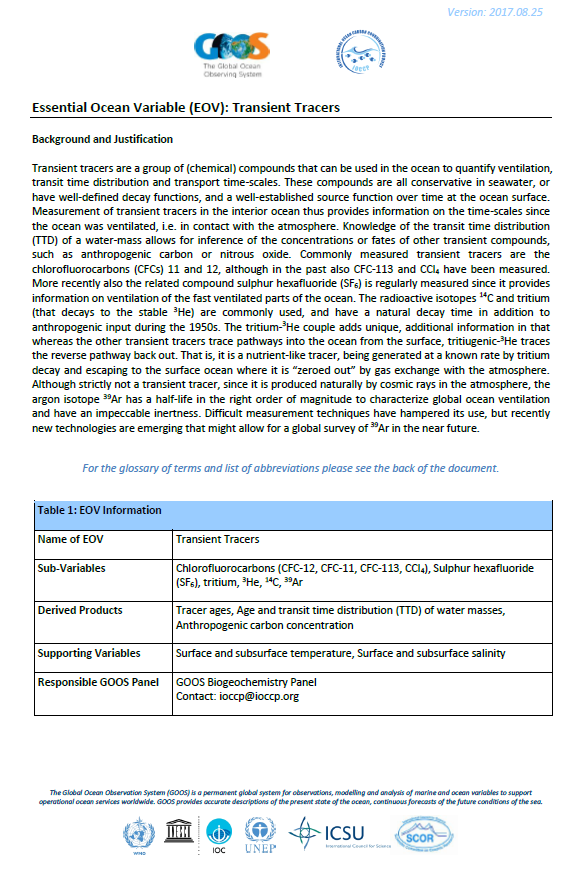 Version: 2017.08.25
GOOS
The Global Ocean
Observing System
IOCCP
Essential Ocean Variable (EOV): Transient Tracers
Background and Justification
Transient tracers are a group of (chemical) compounds that can be used in the ocean to quantify ventilation,
transit time distribution and transport time-scales. These compounds are all conservative in seawater, or
have well-defined decay functions, and a well-established source function over time at the ocean surface.
Measurement of transient tracers in the interior ocean thus provides information on the time-scales since
the ocean was ventilated, i.e. in contact with the atmosphere. Knowledge of the transit time distribution
(TTD) of a water-mass allows for inference of the concentrations or fates of other transient compounds,
such as anthropogenic carbon or nitrous oxide. Commonly measured transient tracers are the
chlorofluorocarbons (CFCs) 11 and 12, although in the past also CFC-113 and CCl₄ have been measured.
More recently also the related compound sulphur hexafluoride (SF₆) is regularly measured since it provides
information on ventilation of the fast ventilated parts of the ocean. The radioactive isotopes ¹⁴C and tritium
(that decays to the stable ³He) are commonly used, and have a natural decay time in addition to
anthropogenic input during the 1950s. The tritium-³He couple adds unique, additional information in that
whereas the other transient tracers trace pathways into the ocean from the surface, tritiugenic-³He traces
the reverse pathway back out. That is, it is a nutrient-like tracer, being generated at a known rate by tritium
decay and escaping to the surface ocean where it is “zeroed out” by gas exchange with the atmosphere.
Although strictly not a transient tracer, since it is produced naturally by cosmic rays in the atmosphere, the
argon isotope ³⁹Ar has a half-life in the right order of magnitude to characterize global ocean ventilation
and have an impeccable inertness. Difficult measurement techniques have hampered its use, but recently
new technologies are emerging that might allow for a global survey of ³⁹Ar in the near future.
For the glossary of terms and list of abbreviations please see the back of the document.
Table 1: EOV Information
Name of EOV Transient Tracers
Sub-Variables Chlorofluorocarbons (CFC-12, CFC-11, CFC-113, CCl₄), Sulphur hexafluoride
(SF₆), tritium, ³He, ¹⁴C, ³⁹Ar
Derived Products Tracer ages, Age and transit time distribution (TTD) of water masses,
Anthropogenic carbon concentration
Supporting Variables Surface and subsurface temperature, Surface and subsurface salinity
Responsible GOOS Panel GOOS Biogeochemistry Panel
Contact: ioccp@ioccp.org
The Global Ocean Observation System (GOOS) is a permanent global system for observations, modelling and analysis of marine and ocean variables to support
operational ocean services worldwide. GOOS provides accurate descriptions of the present state of the ocean, continuous forecasts of the future conditions of the sea.
WMO
UNESCO
IOC
UNEP
ICSU
International Council for Science
SCOR